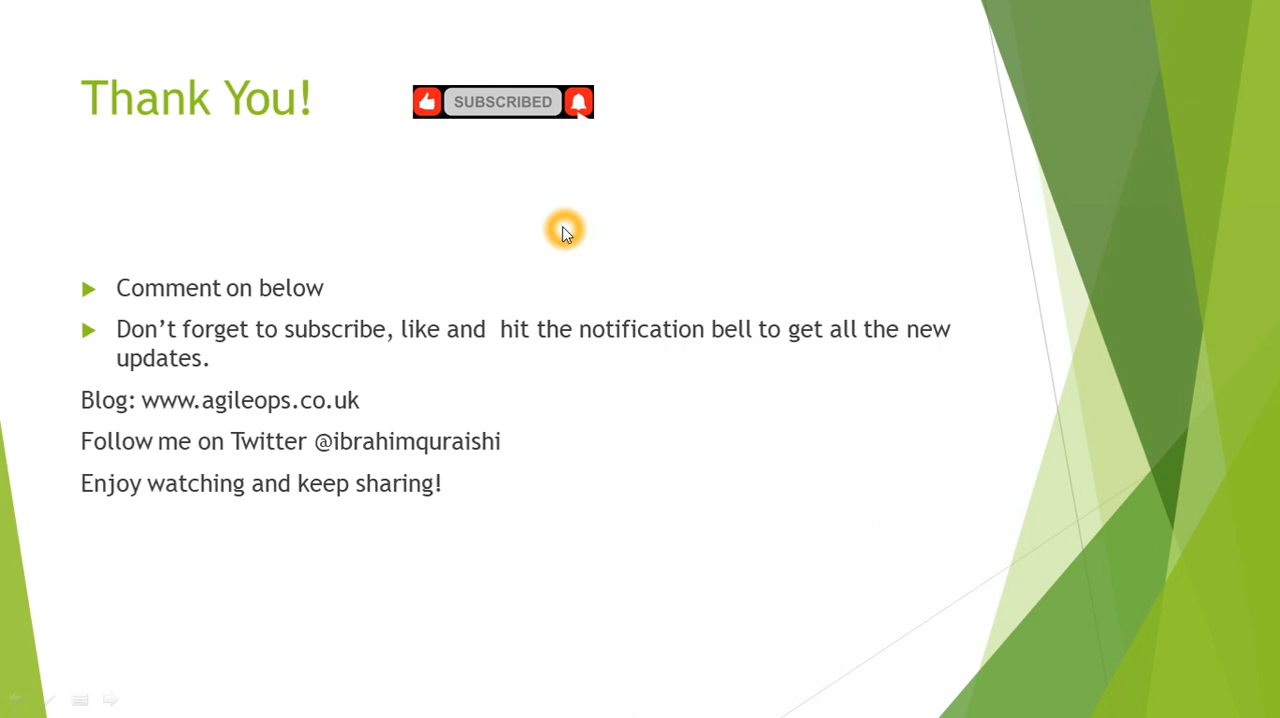 Thank You!
SUBSCRIBED
Comment on below
Don’t forget to subscribe, like and  hit the notification bell to get all the new
updates.
Blog: www.agileops.co.uk
Follow me on Twitter @ibrahimquraishi
Enjoy watching and keep sharing!